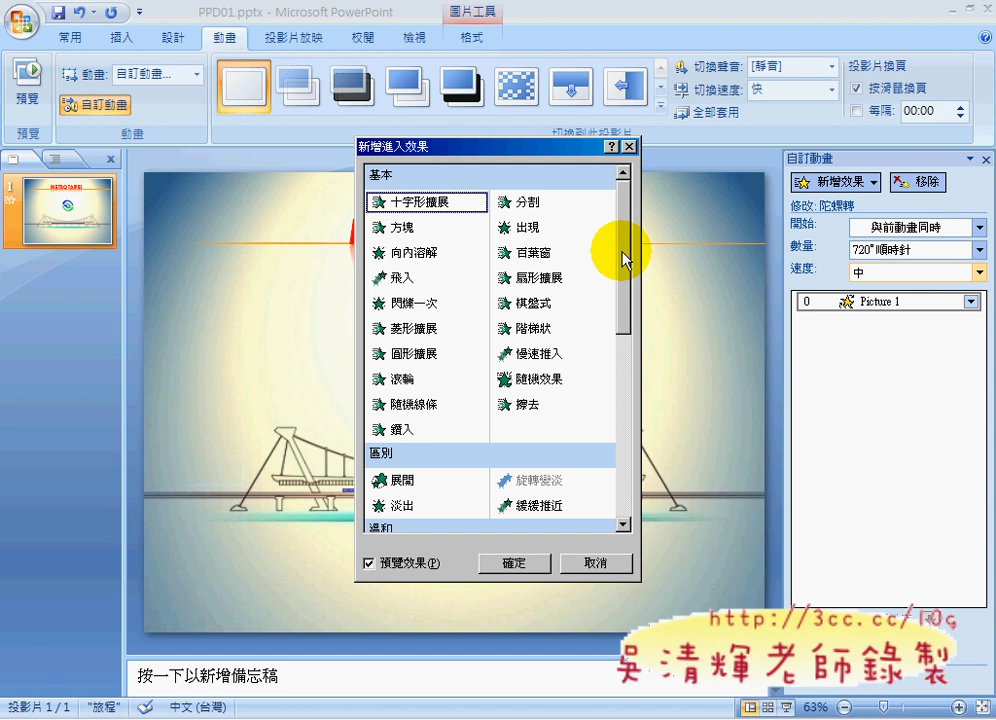 PPD01.pptx - Microsoft PowerPoint
圖片工具
常用 插入 設計 動畫 投影片放映 校閱 檢視 格式
預覽
動畫: 自訂動畫...
自訂動畫
預覽
動畫
切換聲音: [靜音]
切換速度: 快
全部套用
切換到此投影片
投影片換頁
按滑鼠換頁
每隔: 00:00
1
METRO TAIPEI
新增進入效果
基本
十字形擴展 分割
方塊 出現
向內溶解 百葉窗
飛入 扇形擴展
閃爍一次 棋盤式
菱形擴展 階梯狀
圓形擴展 慢速推入
滾輪 隨機效果
隨機線條 擦去
鑽入
區別
展開 旋轉變淡
淡出 緩緩推近
溫和
預覽效果(P) 確定 取消
自訂動畫
新增效果 移除
修改: 陀螺轉
開始: 與前動畫同時
數量: 720° 順時針
速度: 中
0 Picture 1
http://3cc.cc/10g
吳清輝老師錄製
按一下以新增備忘稿
投影片 1 / 1 "旅程" 中文 (台灣) 63%